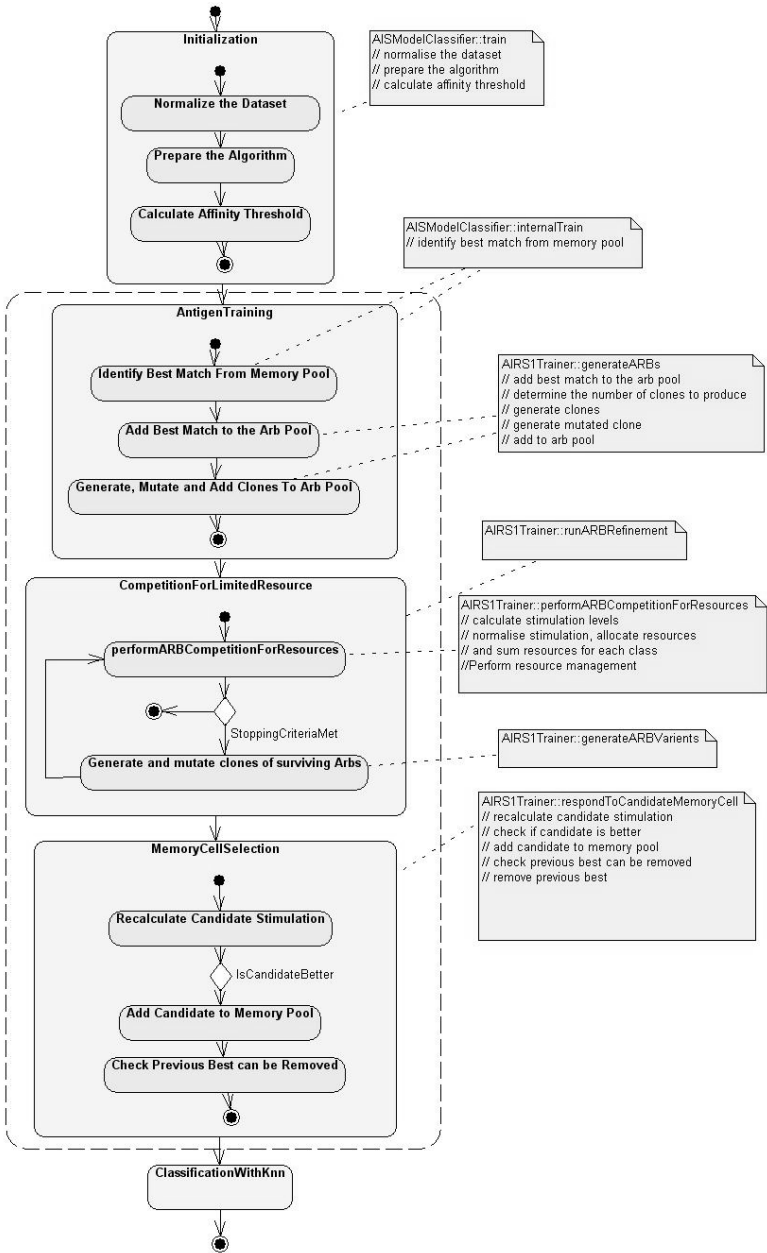 Initialization
AISModelClassifier::train
// normalise the dataset
// prepare the algorithm
// calculate affinity threshold
Normalize the Dataset
Prepare the Algorithm
Calculate Affinity Threshold
AISModelClassifier::internalTrain
// identify best match from memory pool
AntigenTraining
Identify Best Match From Memory Pool
AIRS1Trainer::generateARBs
// add best match to the arb pool
// determine the number of clones to produce
// generate clones
// generate mutated clone
// add to arb pool
Add Best Match to the Arb Pool
Generate, Mutate and Add Clones To Arb Pool
AIRS1Trainer::runARBRefinement
CompetitionForLimitedResource
AIRS1Trainer::performARBCompetitionForResources
// calculate stimulation levels
// normalise stimulation, allocate resources
// and sum resources for each class
//Perform resource management
performARBCompetitionForResources
StoppingCriteriaMet
AIRS1Trainer::generateARBVarients
Generate and mutate clones of surviving Arbs
AIRS1Trainer::respondToCandidateMemoryCell
// recalculate candidate stimulation
// check if candidate is better
// add candidate to memory pool
// check previous best can be removed
// remove previous best
MemoryCellSelection
Recalculate Candidate Stimulation
IsCandidateBetter
Add Candidate to Memory Pool
Check Previous Best can be Removed
ClassificationWithKnn